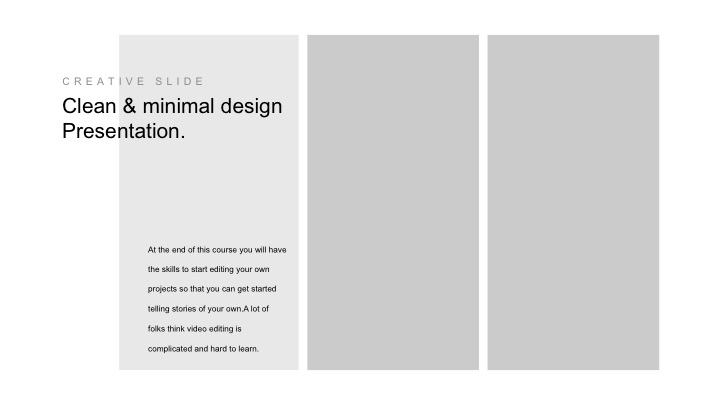 CREATIVE SLIDE
Clean & minimal design
Presentation.
At the end of this course you will have
the skills to start editing your own
projects so that you can get started
telling stories of your own.A lot of
folks think video editing is
complicated and hard to learn.